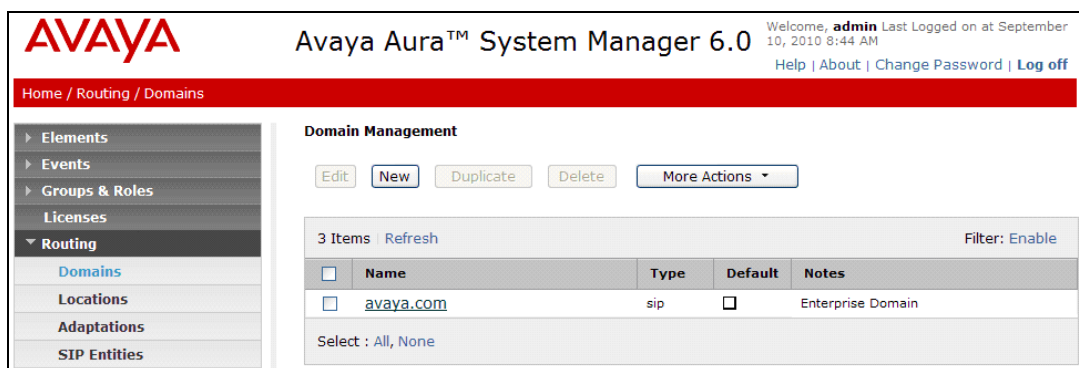 AVAYA
Avaya Aura™ System Manager 6.0
Welcome, admin Last Logged on at September
10, 2010 8:44 AM
Help | About | Change Password | Log off
Home / Routing / Domains
Elements
Events
Groups & Roles
Licenses
Routing
Domains
Locations
Adaptations
SIP Entities
Domain Management
Edit New Duplicate Delete More Actions
3 Items | Refresh Filter: Enable
Name Type Default Notes
avaya.com sip Enterprise Domain
Select : All, None